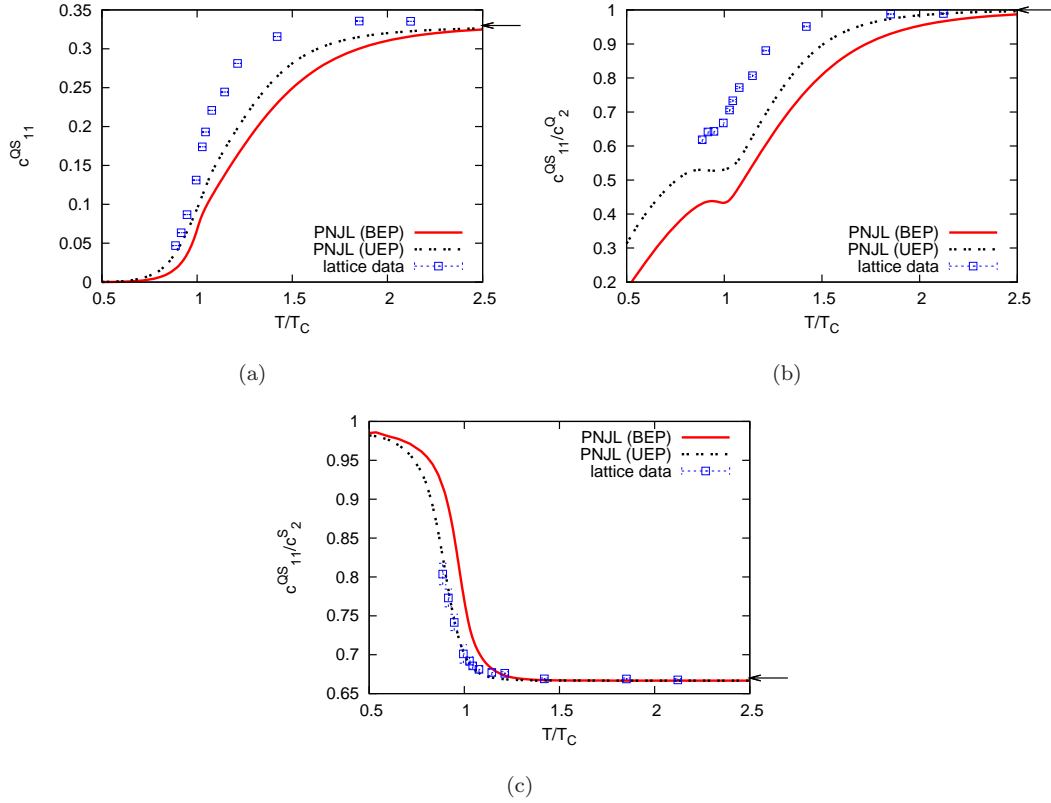 0.35
0.3
0.25
0.2
0.15
0.1
0.05
0
c^QS_11
PNJL (BEP)
PNJL (UEP)
lattice data
0.5 1 1.5 2 2.5
T/T_C
(a)
1
0.9
0.8
0.7
0.6
0.5
0.4
0.3
0.2
c^QS_11/c^Q_2
PNJL (BEP)
PNJL (UEP)
lattice data
0.5 1 1.5 2 2.5
T/T_C
(b)
1
0.95
0.9
0.85
0.8
0.75
0.7
0.65
c^QS_11/c^S_2
PNJL (BEP)
PNJL (UEP)
lattice data
0.5 1 1.5 2 2.5
T/T_C
(c)